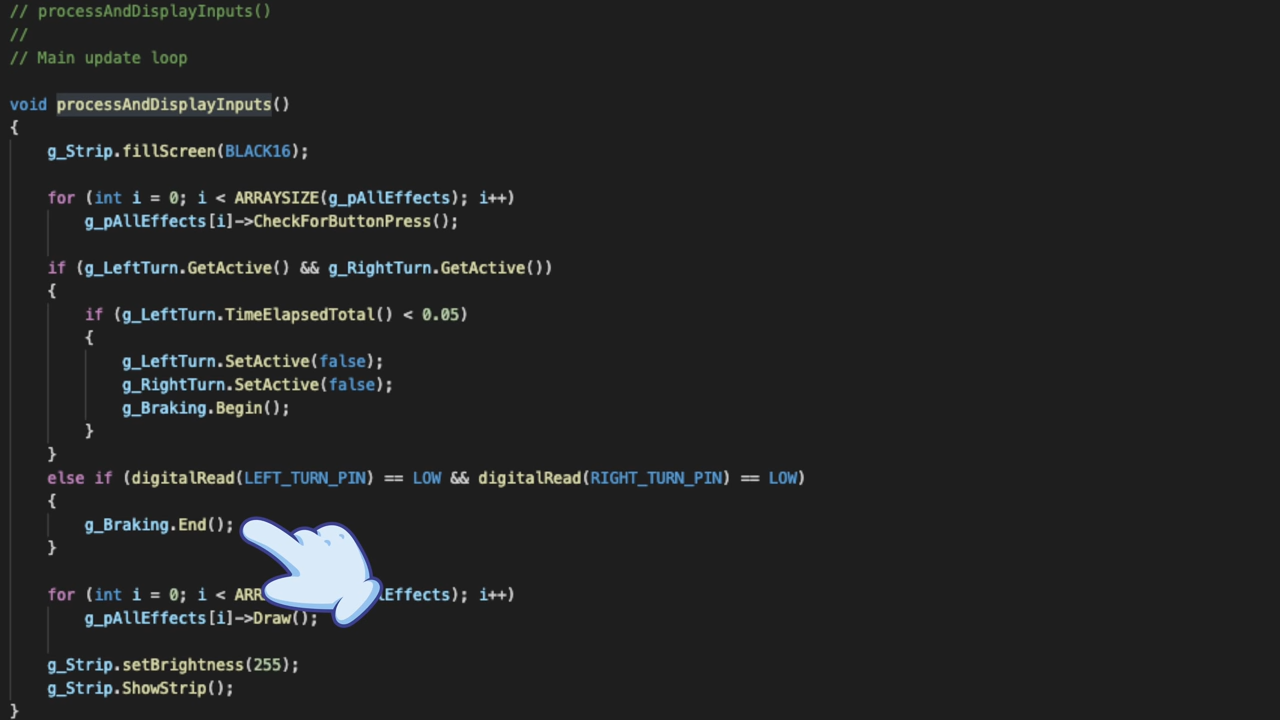 // processAndDisplayInputs()
//
// Main update loop
void processAndDisplayInputs()
{
g_Strip.fillScreen(BLACK16);
for (int i = 0; i < ARRAYSIZE(g_pAllEffects); i++)
g_pAllEffects[i]->CheckForButtonPress();
if (g_LeftTurn.GetActive() && g_RightTurn.GetActive())
{
if (g_LeftTurn.TimeElapsedTotal() < 0.05)
{
g_LeftTurn.SetActive(false);
g_RightTurn.SetActive(false);
g_Braking.Begin();
}
}
else if (digitalRead(LEFT_TURN_PIN) == LOW && digitalRead(RIGHT_TURN_PIN) == LOW)
{
g_Braking.End();
}
for (int i = 0; i < ARR lEffects); i++)
g_pAllEffects[i]->Draw();
g_Strip.setBrightness(255);
g_Strip.ShowStrip();
}